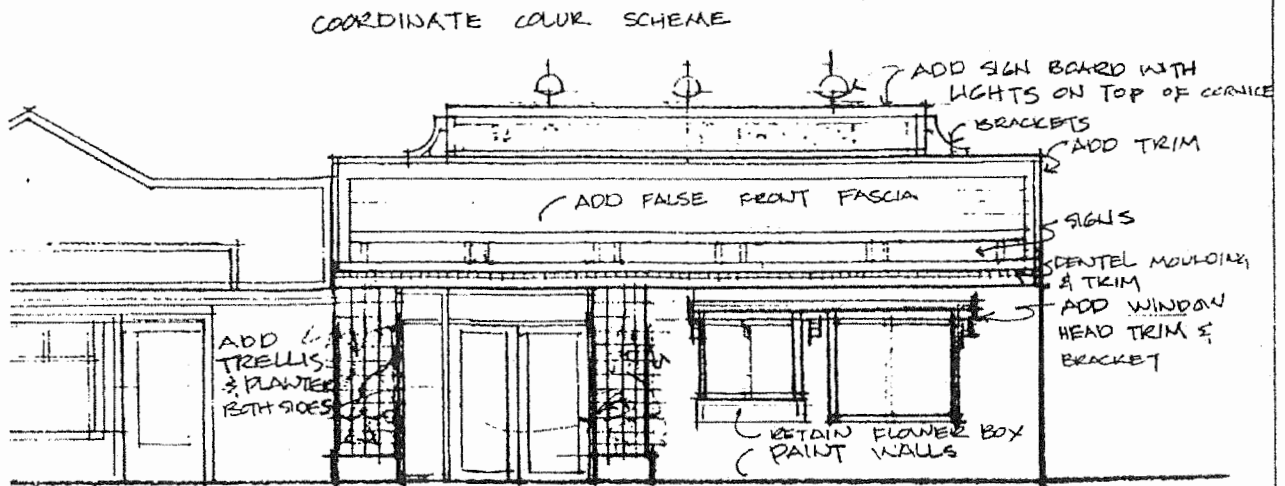 COORDINATE COLUR SCHEME
ADD SIGN BOARD WITH
LIGHTS ON TOP OF CORNICE
BRACKETS
ADD TRIM
ADD FALSE FRONT FASCIA
SIGNS
DENTEL MOULDING
& TRIM
ADD WINDOW
HEAD TRIM &
BRACKET
ADD
TRELLIS
& PLANTER
BOTH SIDES
RETAIN FLOWER BOX
PAINT WALLS